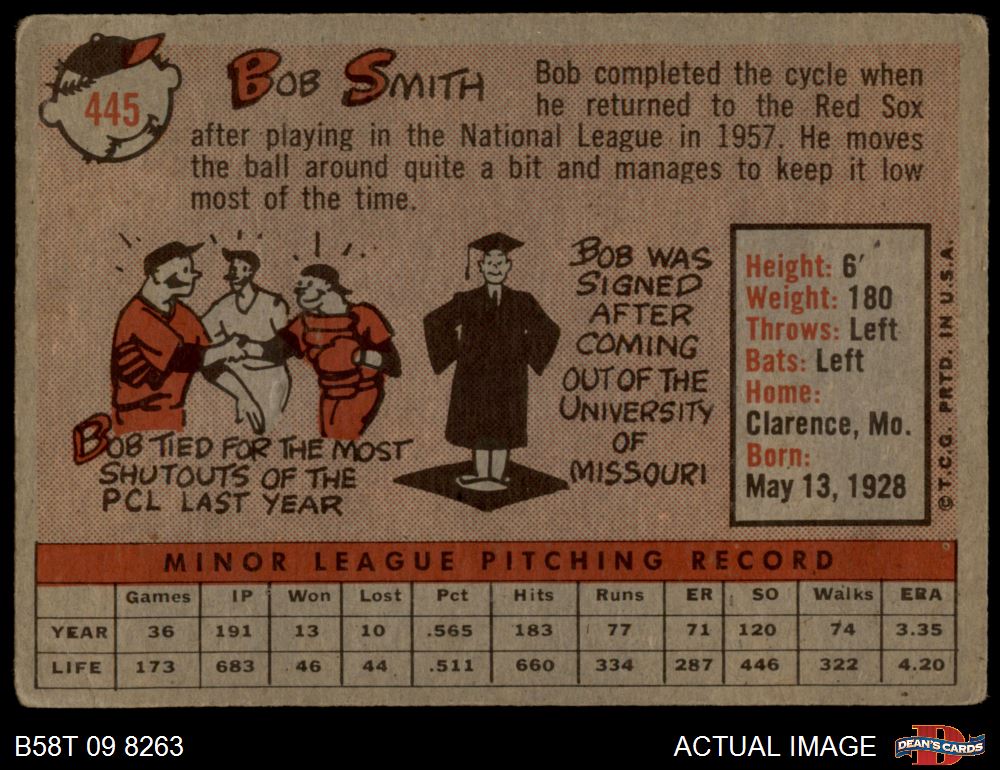 445
BOB SMITH
Bob completed the cycle when
he returned to the Red Sox
after playing in the National League in 1957. He moves
the ball around quite a bit and manages to keep it low
most of the time.
BOB TIED FOR THE MOST
SHUTOUTS OF THE
PCL LAST YEAR
BOB WAS
SIGNED
AFTER
COMING
OUT OF THE
UNIVERSITY
OF
MISSOURI
Height: 6′
Weight: 180
Throws: Left
Bats: Left
Home:
Clarence, Mo.
Born:
May 13, 1928
© T.C.G. PRTD. IN U.S.A.
MINOR LEAGUE PITCHING RECORD
Games IP Won Lost Pct Hits Runs ER SO Walks ERA
YEAR 36 191 13 10 .565 183 77 71 120 74 3.35
LIFE 173 683 46 44 .511 660 334 287 446 322 4.20
B58T 09 8263
ACTUAL IMAGE
D
DEAN'S CARDS